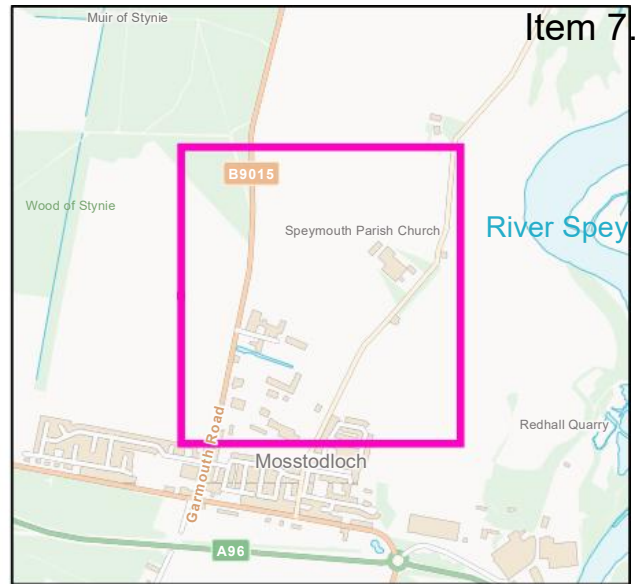 Muir of Stynie
Item 7.
B9015
Wood of Stynie
Speymouth Parish Church
River Spey
Redhall Quarry
Garmouth Road
Mosstodloch
A96